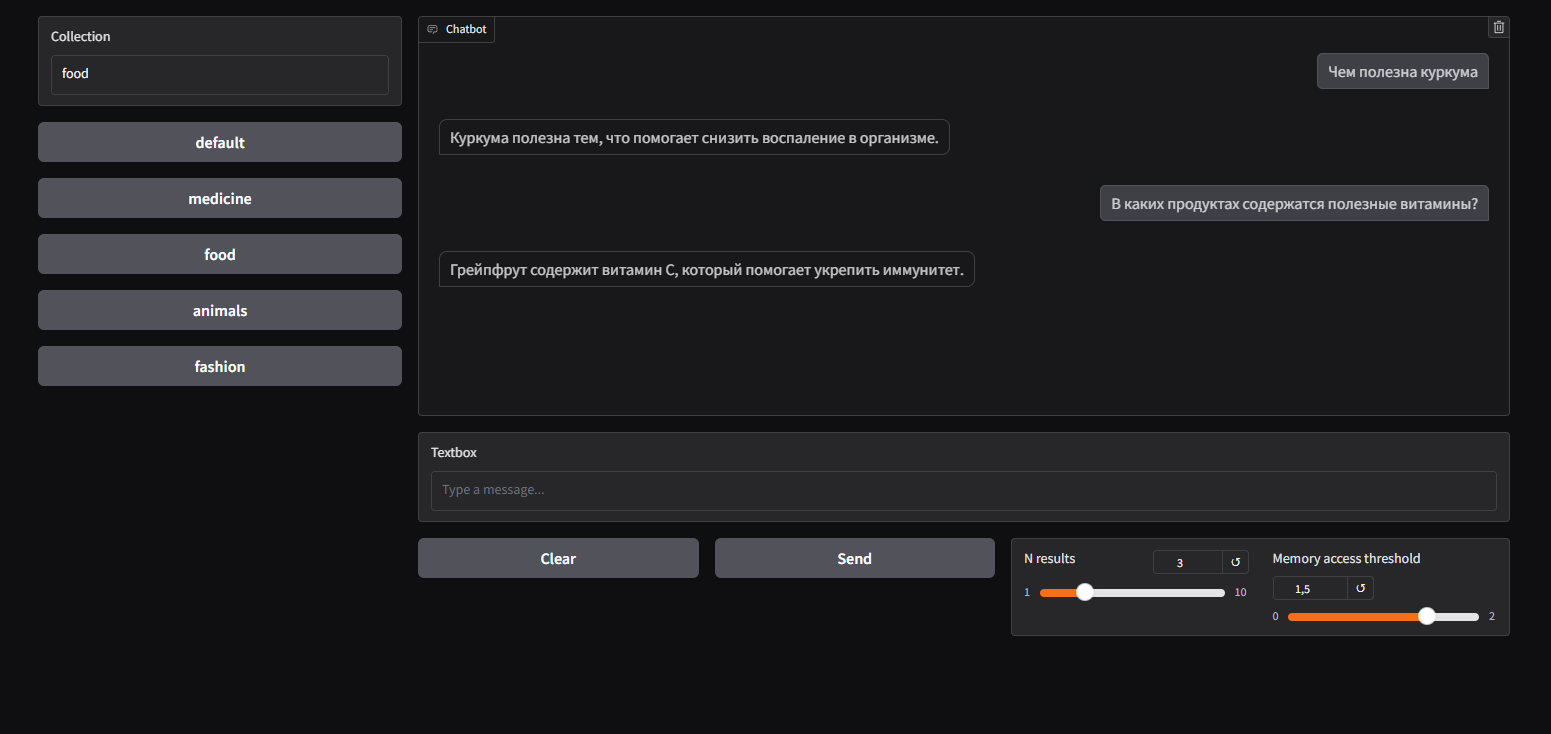 Collection
food
default
medicine
food
animals
fashion
Chatbot
Чем полезна куркума
Куркума полезна тем, что помогает снизить воспаление в организме.
В каких продуктах содержатся полезные витамины?
Грейпфрут содержит витамин С, который помогает укрепить иммунитет.
Textbox
Type a message...
Clear
Send
N results
3
1
10
Memory access threshold
1,5
0
2